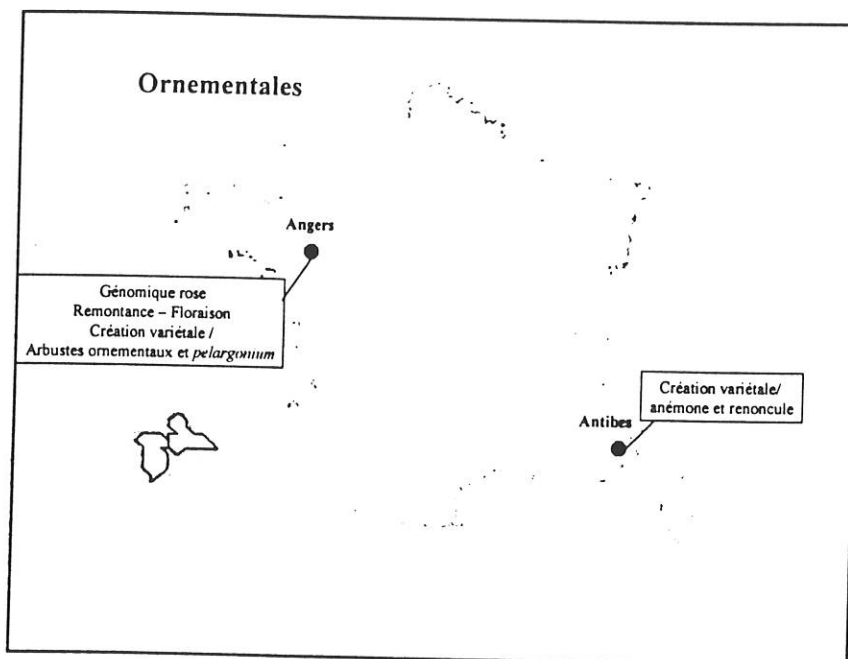 Ornementales
Angers
Génomique rose
Remontance – Floraison
Création variétale /
Arbustes ornementaux et pelargonium
Création variétale/
anémone et renoncule
Antibes